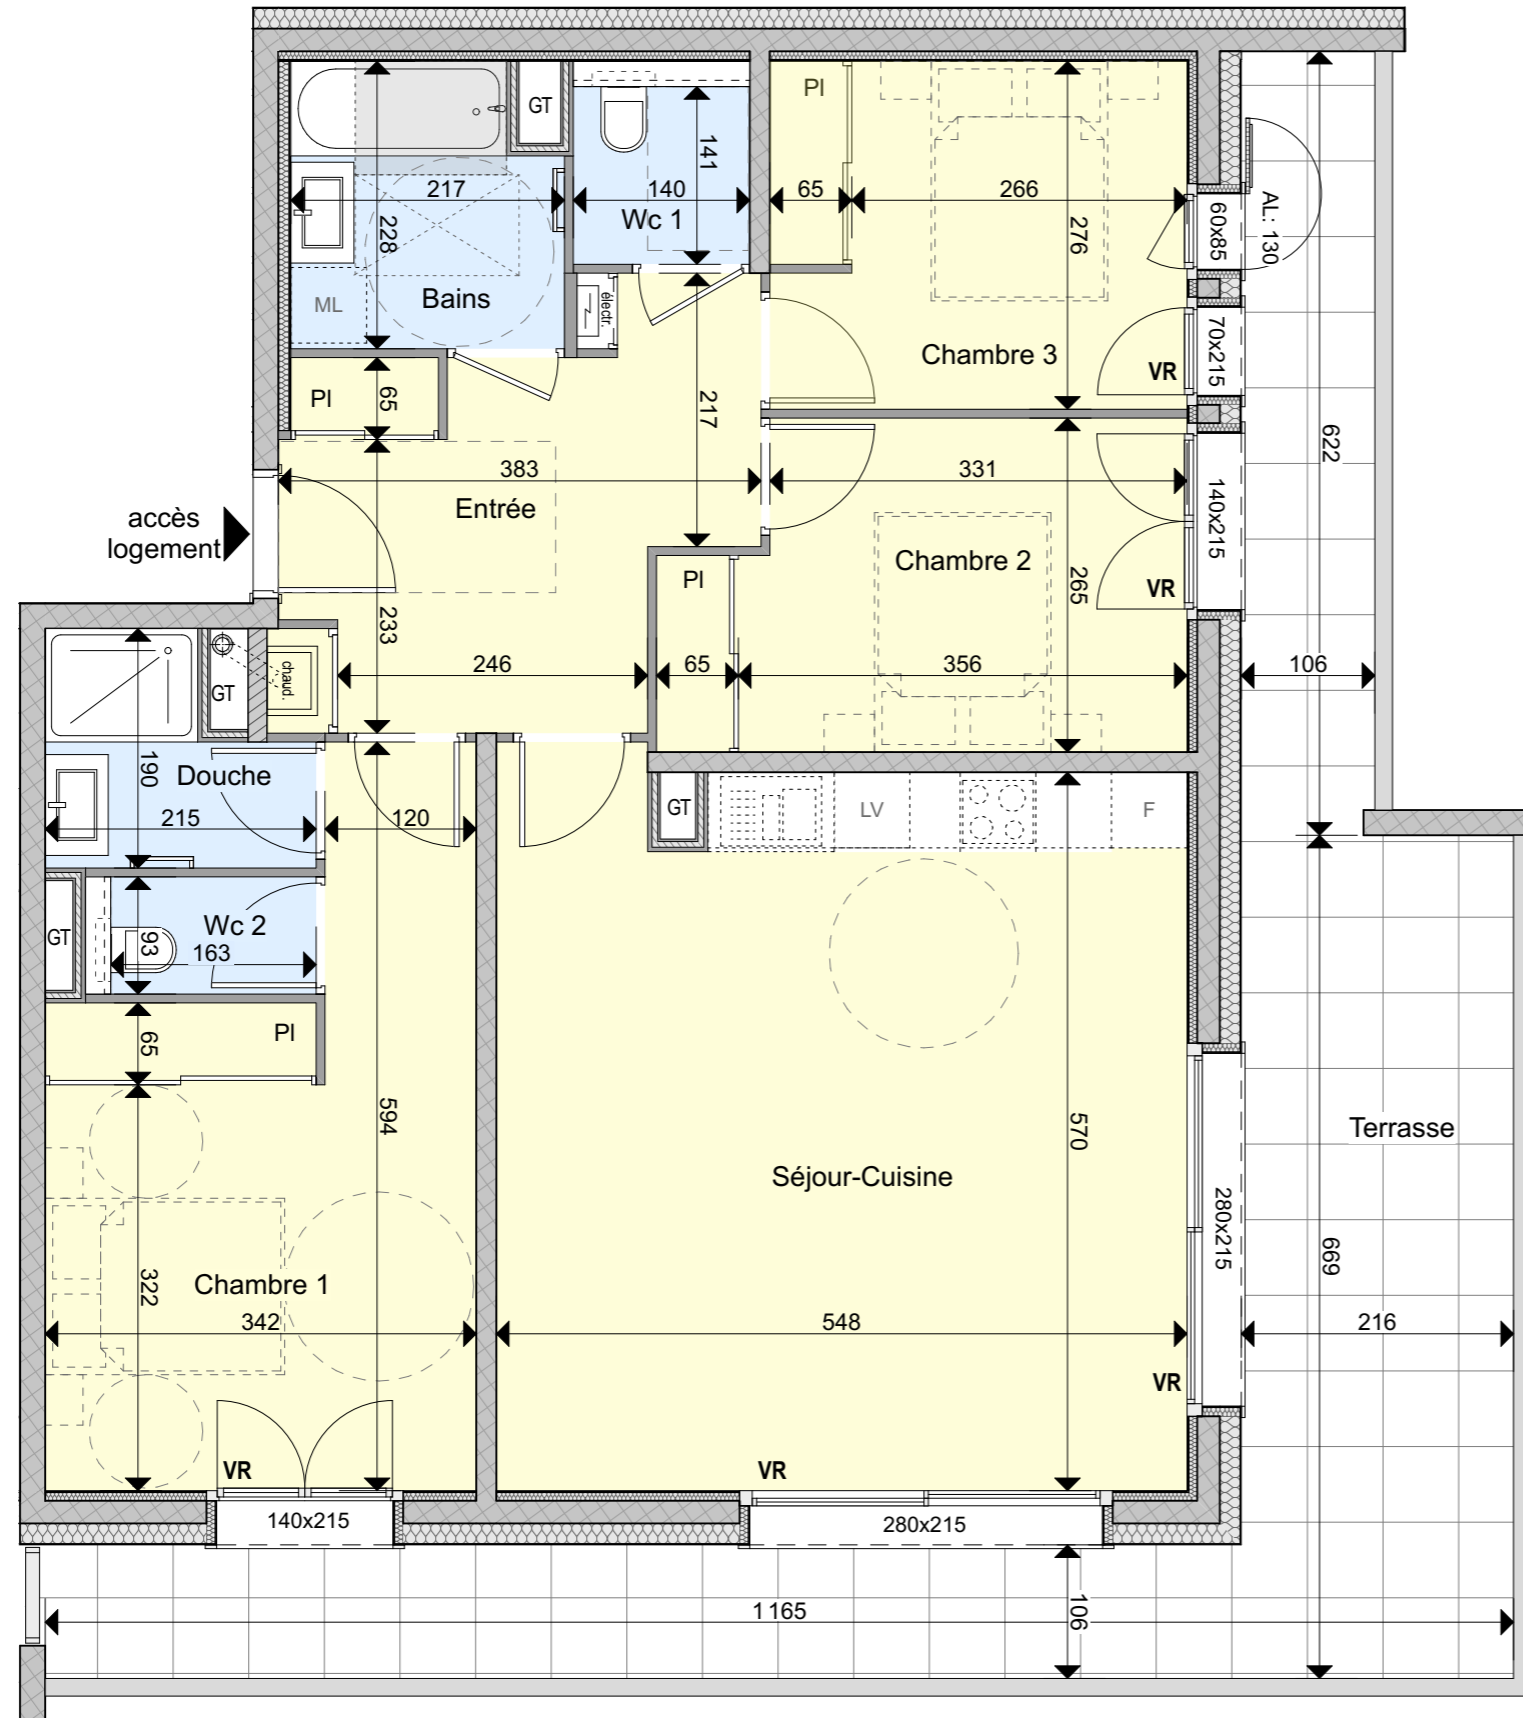 GT
PI
141
217
140
65
266
Wc 1
228
276
60x85
AL: 130
ML
Bains
électr.
Chambre 3
70x215
VR
PI
65
217
622
383
331
Entrée
140x215
accès
logement
Chambre 2
PI
265
VR
233
246
65
356
106
chaud.
GT
190
Douche
215
120
GT
LV
F
Wc 2
GT
93
163
65
PI
594
570
Terrasse
Séjour-Cuisine
280x215
669
322
Chambre 1
342
548
216
VR
VR
VR
140x215
280x215
1165
106